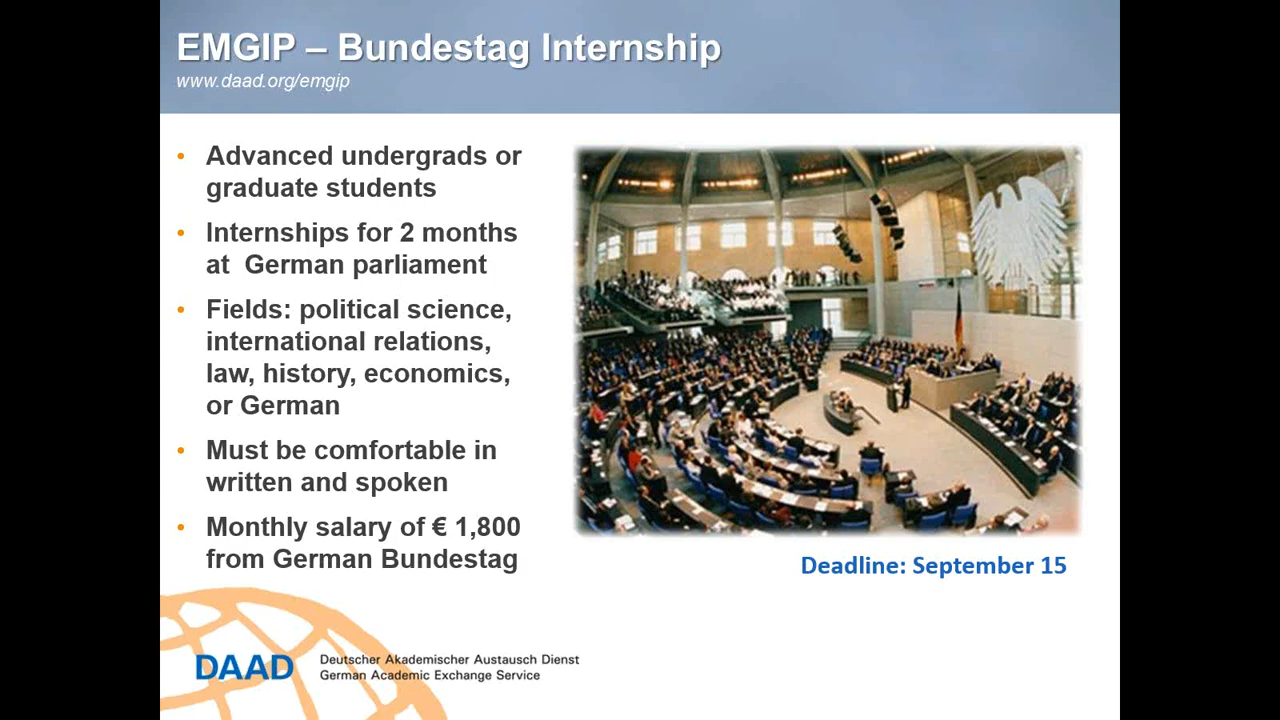 EMGIP – Bundestag Internship
www.daad.org/emgip
• Advanced undergrads or
graduate students
• Internships for 2 months
at  German parliament
• Fields: political science,
international relations,
law, history, economics,
or German
• Must be comfortable in
written and spoken
• Monthly salary of € 1,800
from German Bundestag
Deadline: September 15
DAAD
Deutscher Akademischer Austausch Dienst
German Academic Exchange Service